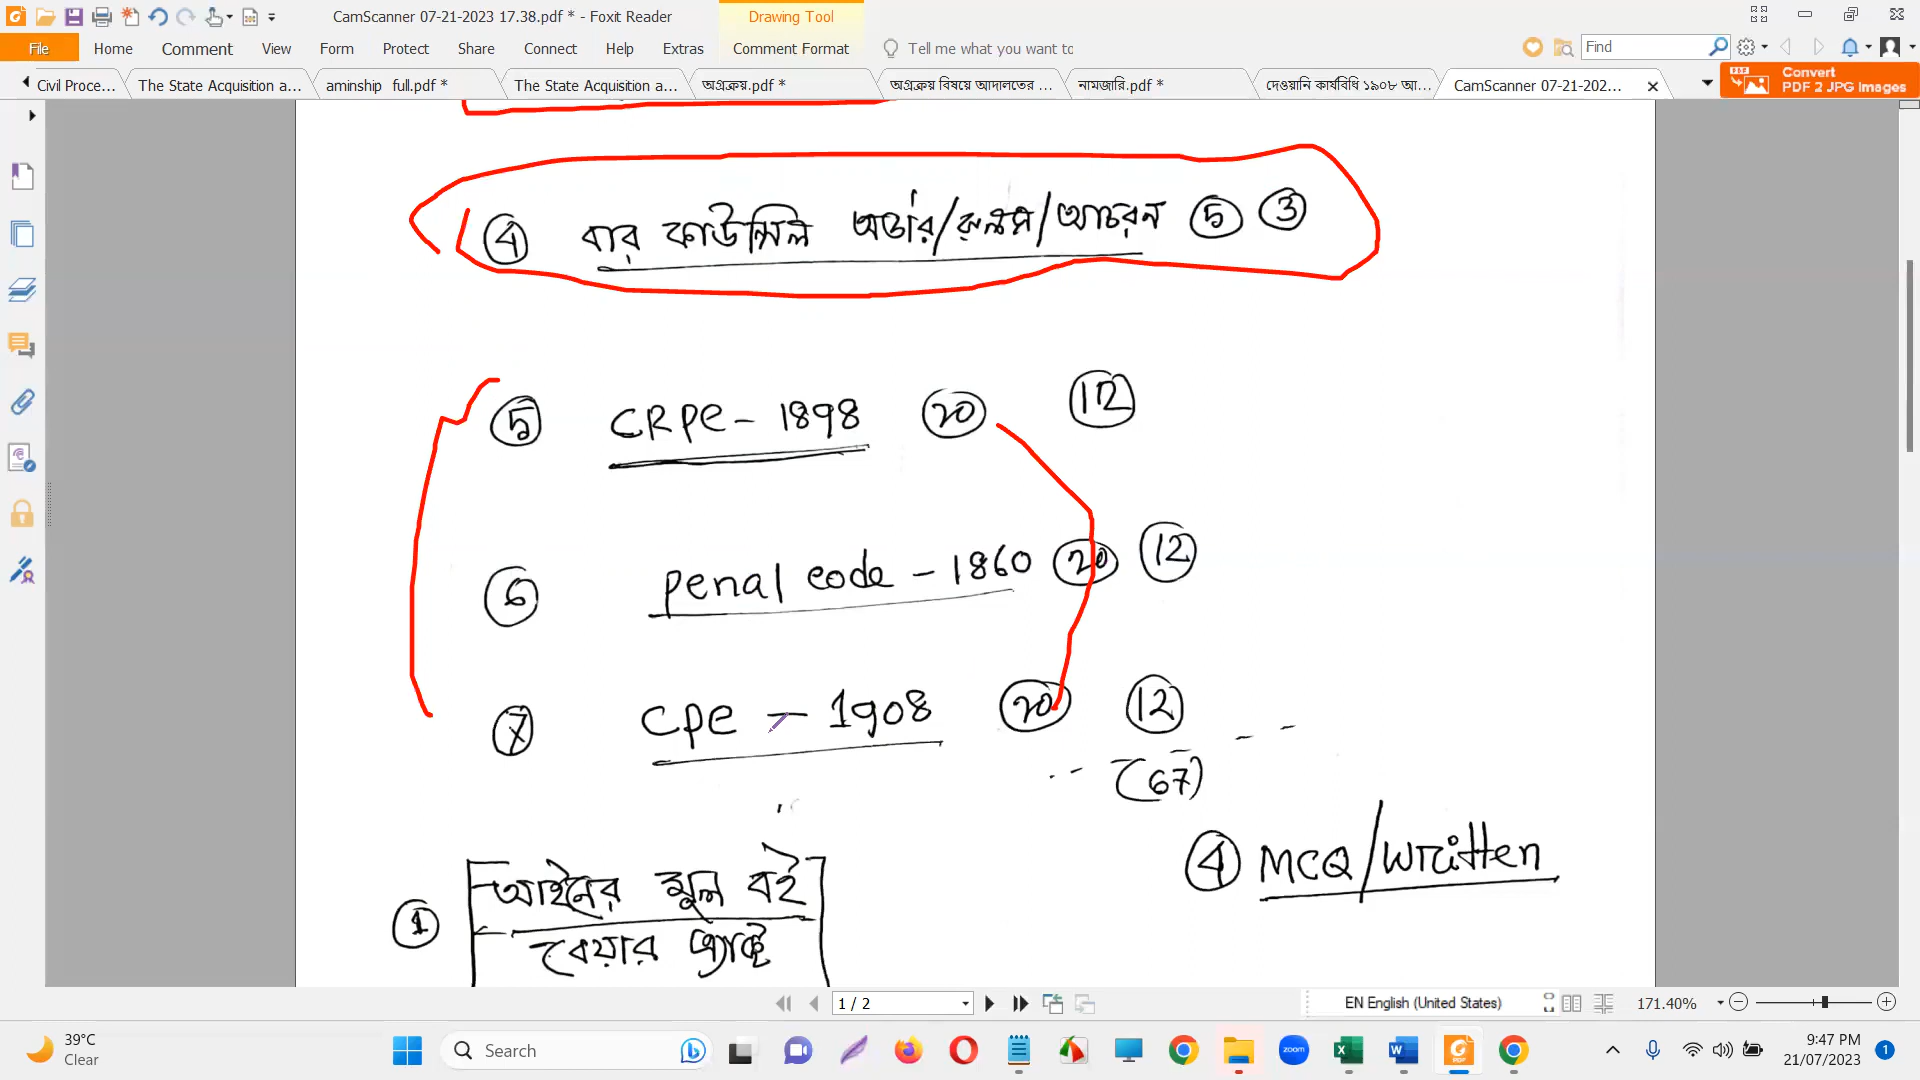 CamScanner 07-21-2023 17.38.pdf * - Foxit Reader
Drawing Tool
File Home Comment View Form Protect Share Connect Help Extras Comment Format Tell me what you want to Find
Civil Proce... The State Acquisition a... aminship full.pdf * The State Acquisition a... অগ্রক্রয়.pdf * অগ্রক্রয় বিষয়ে আদালতের ... নামজারি.pdf * দেওয়ানি কার্যবিধি ১৯০৮ আ... CamScanner 07-21-202...
Convert
PDF 2 JPG Images
4 বার কাউন্সিল অর্ডার/রুলস/আচরন 5 3
5 CRPC - 1898 20 12
6 penal code - 1860 20 12
7 CPC - 1908 20 12
(67)
4 MCQ/Written
1 আইনের মূল বই
বেয়ার এ্যাক্ট
1 / 2
EN English (United States)
171.40%
39°C
Clear
Search
zoom
9:47 PM
21/07/2023
1